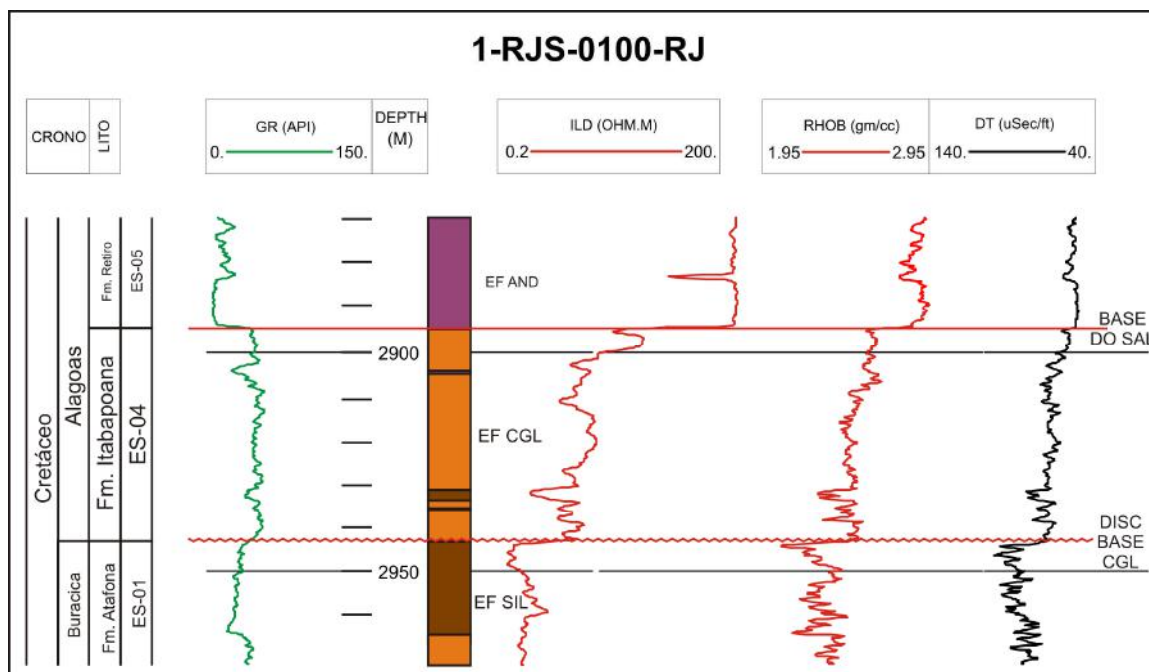 1-RJS-0100-RJ
CRONO
LITO
GR (API)
0. 150.
DEPTH
(M)
ILD (OHM.M)
0.2 200.
RHOB (gm/cc)
1.95 2.95
DT (uSec/ft)
140. 40.
Cretáceo
Alagoas
Buracica
Fm. Retiro
Fm. Itabapoana
Fm. Atafona
ES-05
ES-04
ES-01
EF AND
BASE
DO SAL
2900
EF CGL
DISC
BASE
CGL
2950
EF SIL